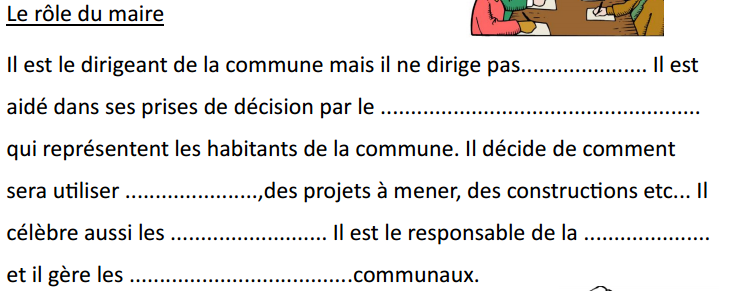 Le rôle du maire
Il est le dirigeant de la commune mais il ne dirige pas..................... Il est
aidé dans ses prises de décision par le .....................................................
qui représentent les habitants de la commune. Il décide de comment
sera utiliser ......................,des projets à mener, des constructions etc... Il
célèbre aussi les .......................... Il est le responsable de la .....................
et il gère les .....................................communaux.